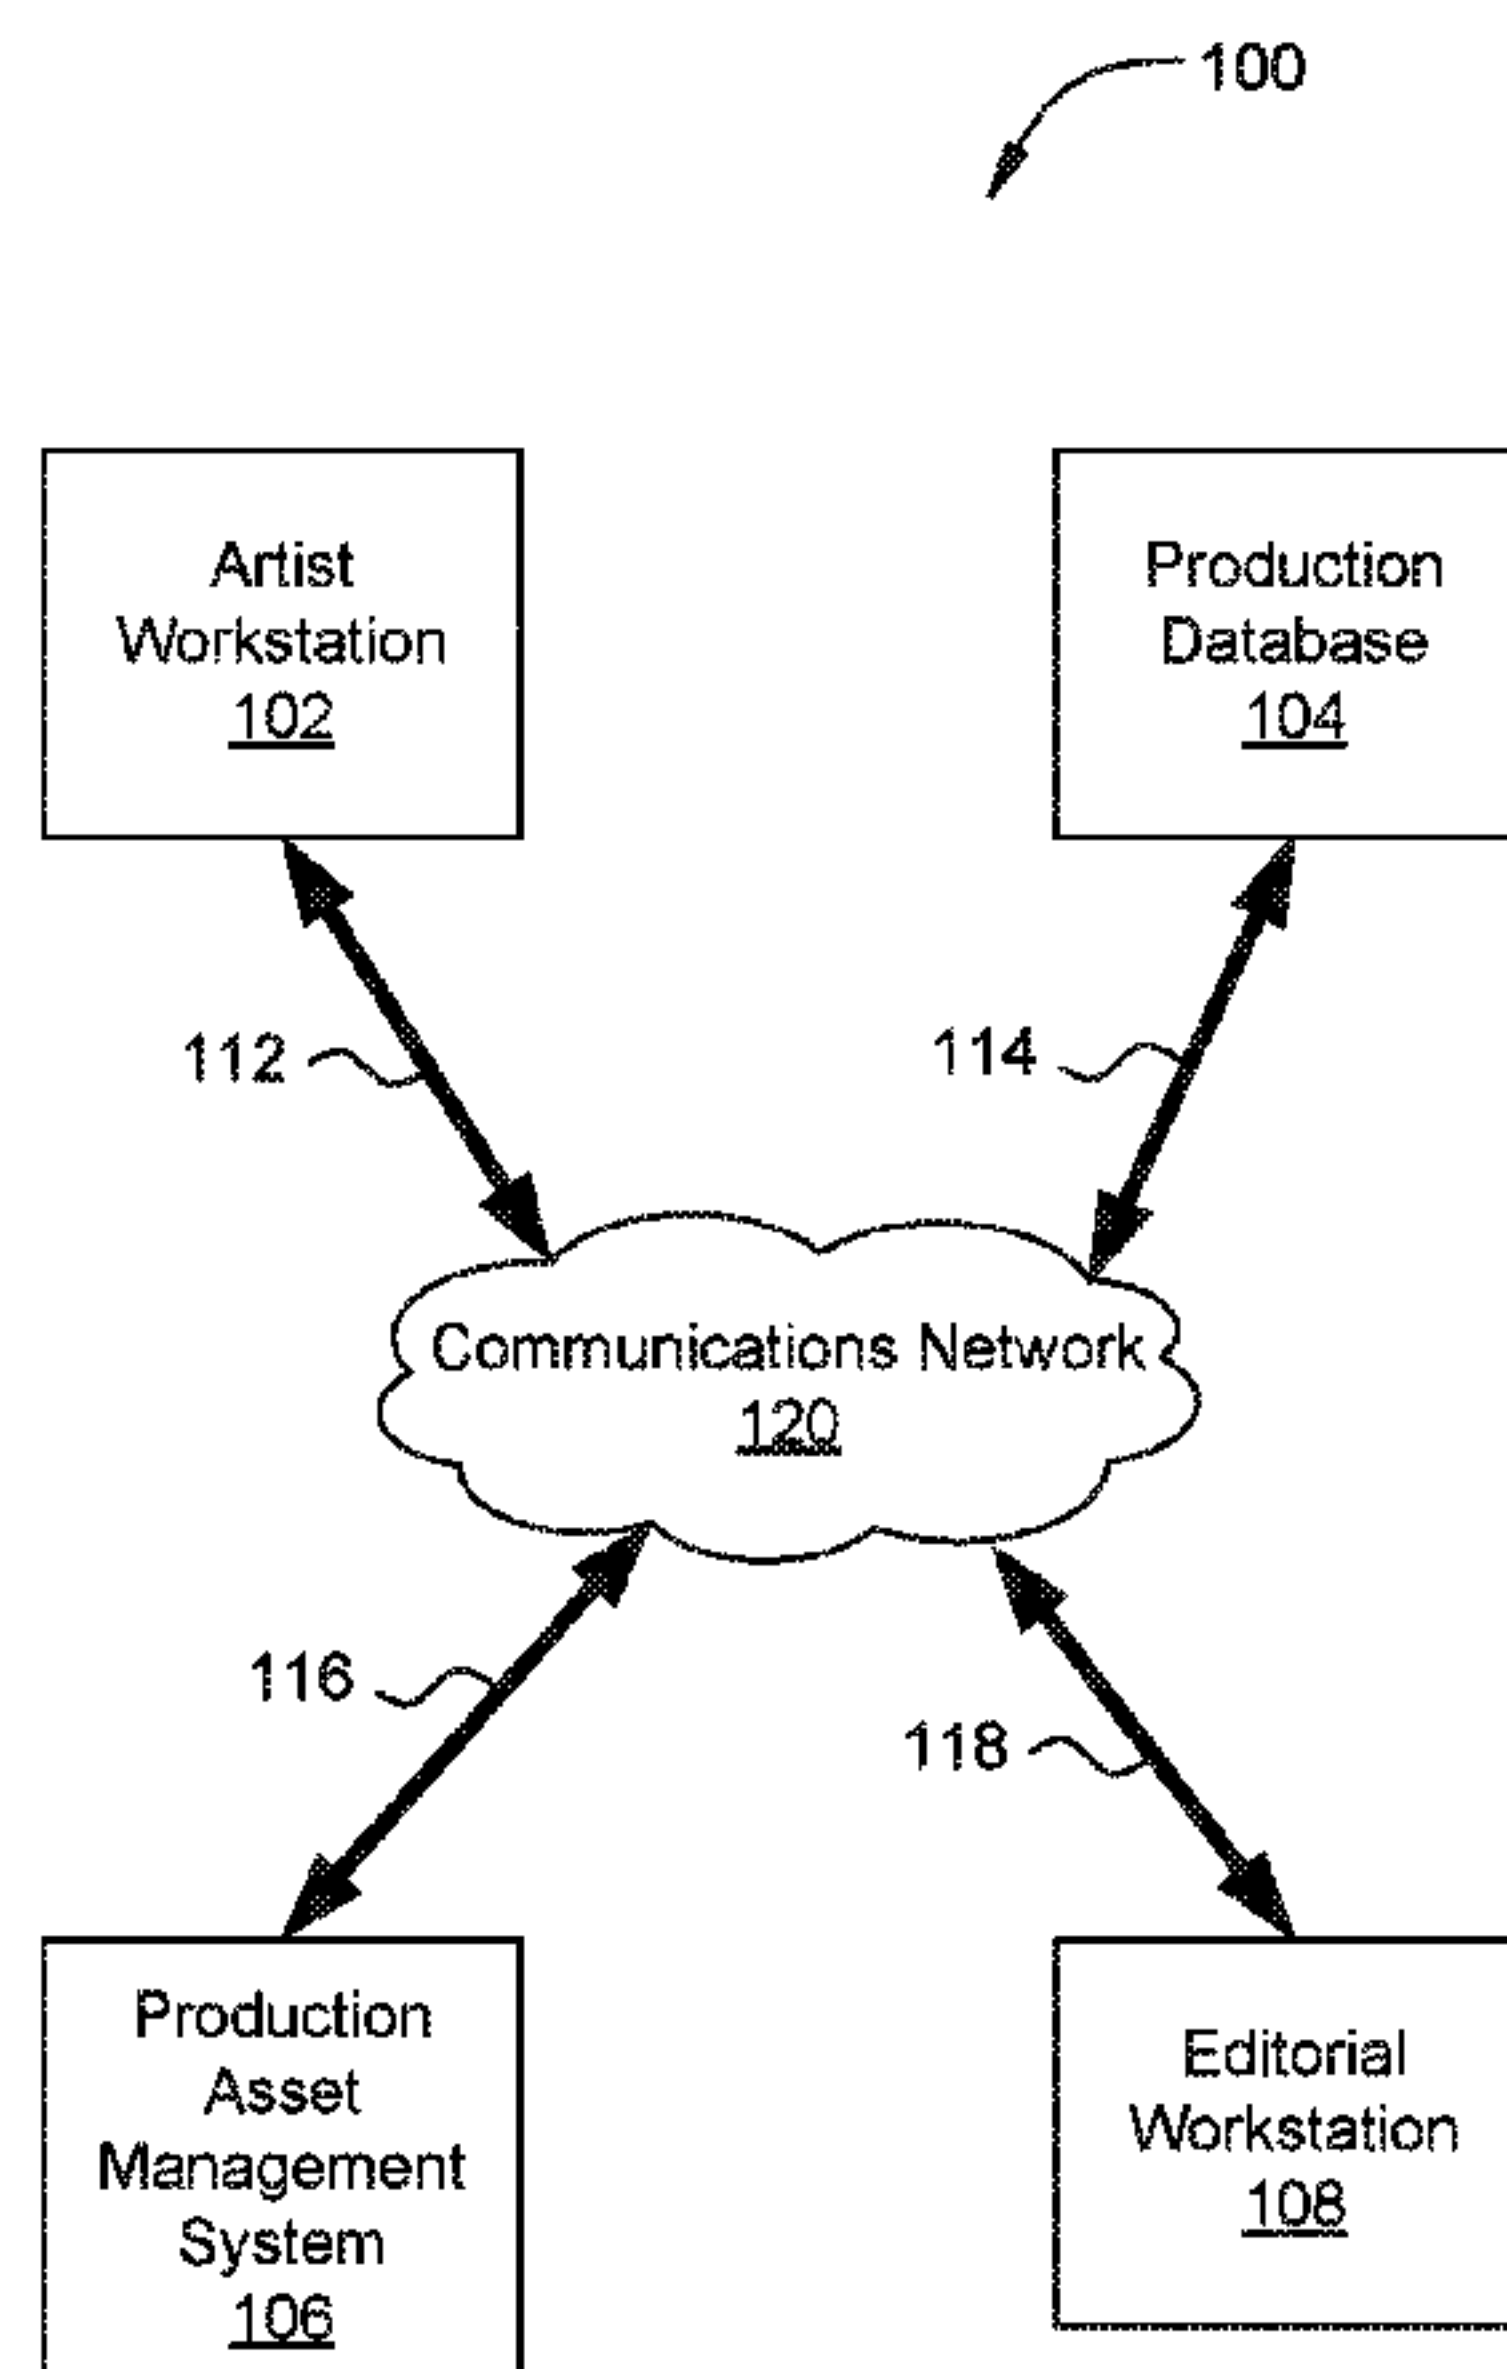 100
Artist
Workstation
102
Production
Database
104
112
114
Communications Network
120
116
118
Production
Asset
Management
System
106
Editorial
Workstation
108